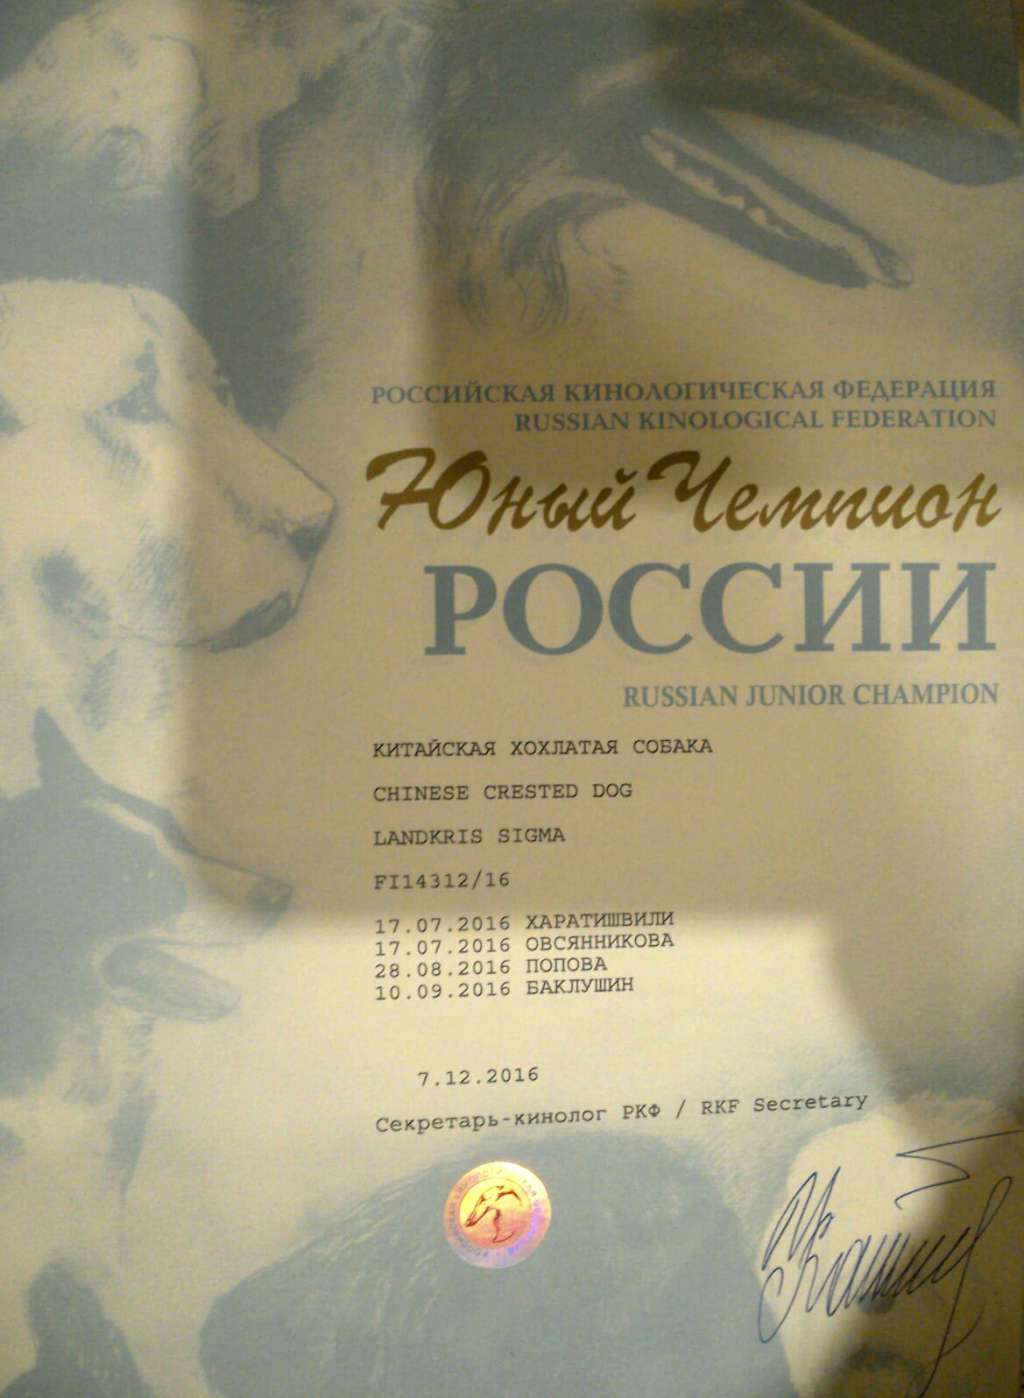 РОССИЙСКАЯ КИНОЛОГИЧЕСКАЯ ФЕДЕРАЦИЯ
RUSSIAN KINOLOGICAL FEDERATION
Юный Чемпион
РОССИИ
RUSSIAN JUNIOR CHAMPION
КИТАЙСКАЯ ХОХЛАТАЯ СОБАКА
CHINESE CRESTED DOG
LANDKRIS SIGMA
FI14312/16
17.07.2016 ХАРАТИШВИЛИ
17.07.2016 ОВСЯННИКОВА
28.08.2016 ПОПОВА
10.09.2016 БАКЛУШИН
7.12.2016
Секретарь-кинолог РКФ / RKF Secretary